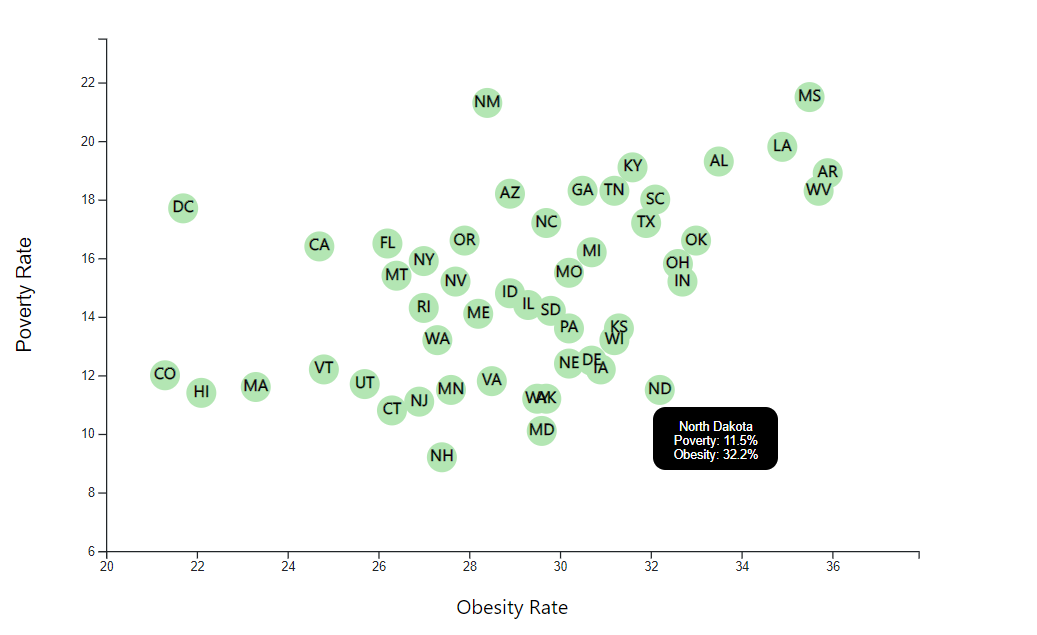 22
NM
MS
20
LA
KY
AL
AR
GA
TN
WV
AZ
SC
DC
18
NC
TX
CA
FL
OR
OK
MI
NY
OH
16
MT
NV
MO
IN
ID
IL
SD
RI
ME
14
PA
KS
WA
WI
CO
VT
NE
DE
IA
12
HI
MA
UT
MN
VA
ND
CT
NJ
WY
AK
MD
10
NH
8
6
North Dakota
Poverty: 11.5%
Obesity: 32.2%
Poverty Rate
20 22 24 26 28 30 32 34 36
Obesity Rate